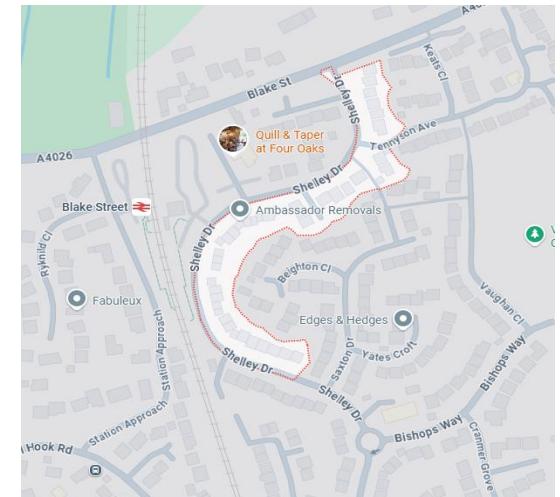 Blake St
Shelley Dr
Keats Cl
Quill & Taper
at Four Oaks
Tennyson Ave
A4026
Shelley Dr
Blake Street
Ambassador Removals
Shelley Dr
Ryknild Cl
Beighton Cl
Fabuleux
Station Approach
Edges & Hedges
Vaughan Cl
Yates Croft
Saxton Dr
Bishops Way
Shelley Dr
Shelley Dr
Station Approach
Hook Rd
Bishops Way
Cranmer Grove